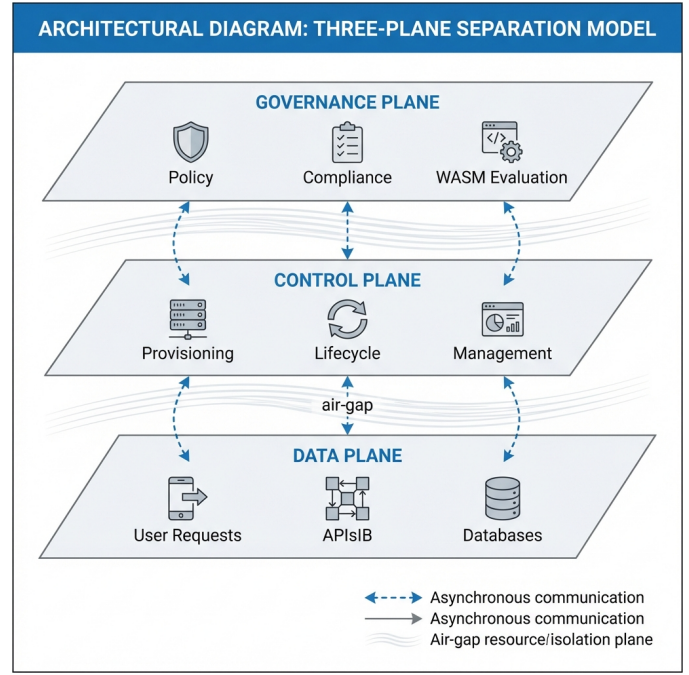 ARCHITECTURAL DIAGRAM: THREE-PLANE SEPARATION MODEL
GOVERNANCE PLANE
</>
Policy
Compliance
WASM Evaluation
CONTROL PLANE
Provisioning
Lifecycle
Management
air-gap
DATA PLANE
User Requests
APIsIB
Databases
Asynchronous communication
Asynchronous communication
Air-gap resource/isolation plane